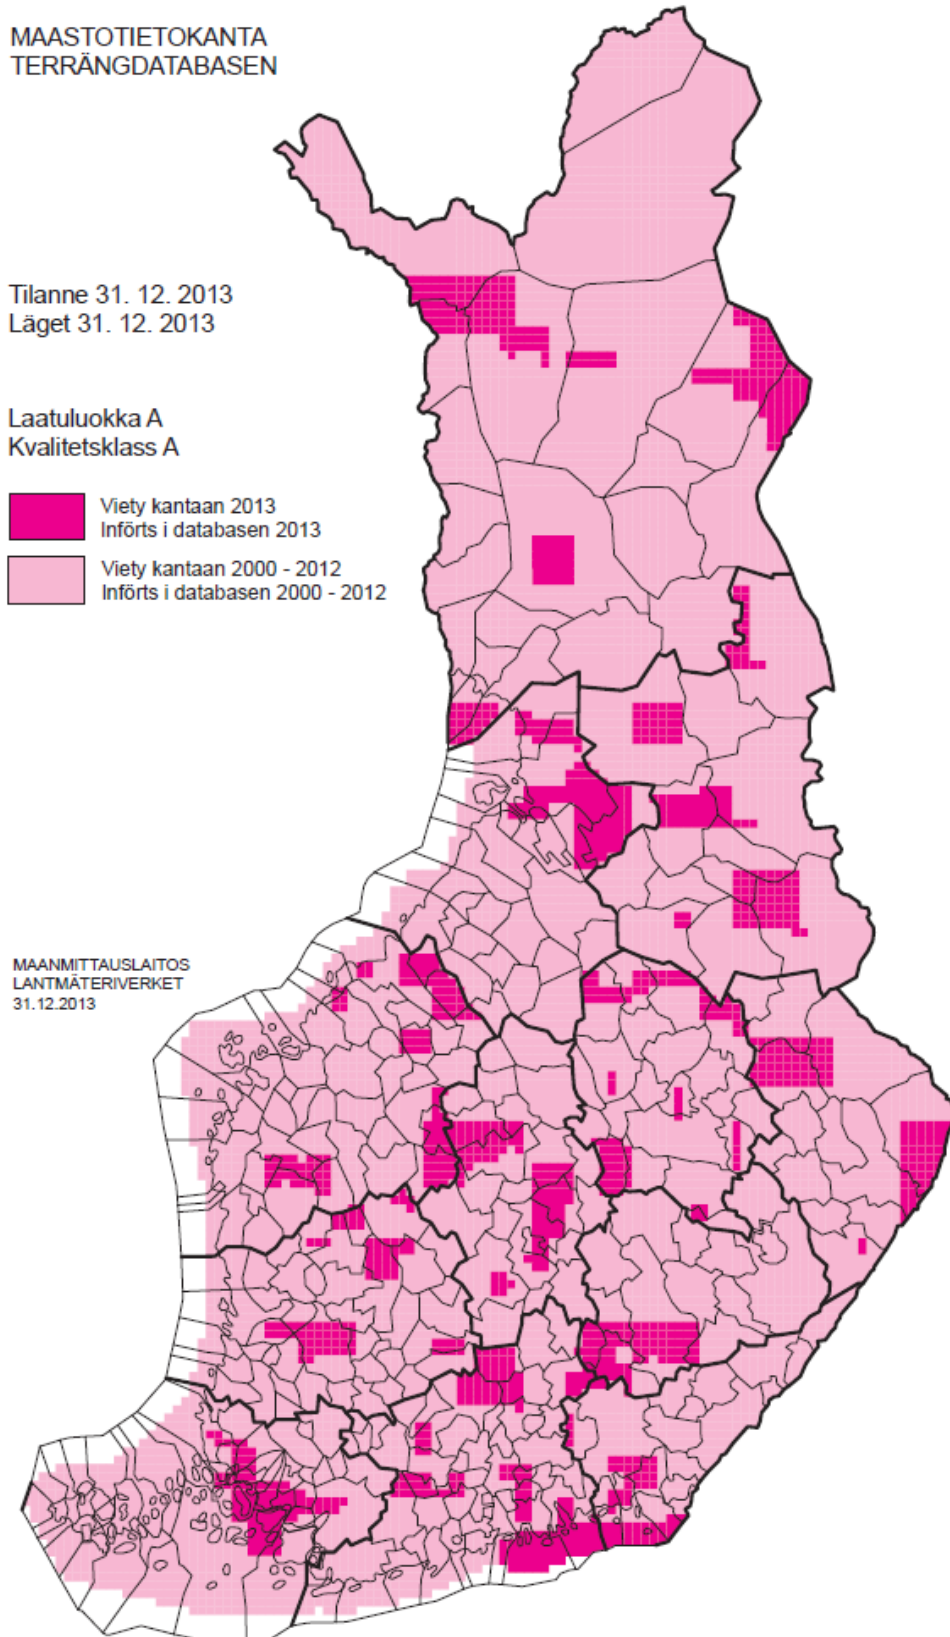 MAASTOTIETOKANTA
TERRÄNGDATABASEN
Tilanne 31. 12. 2013
Läget 31. 12. 2013
Laatuluokka A
Kvalitetsklass A
Viety kantaan 2013
Införts i databasen 2013
Viety kantaan 2000 - 2012
Införts i databasen 2000 - 2012
MAANMITTAUSLAITOS
LANTMÄTERIVERKET
31.12.2013